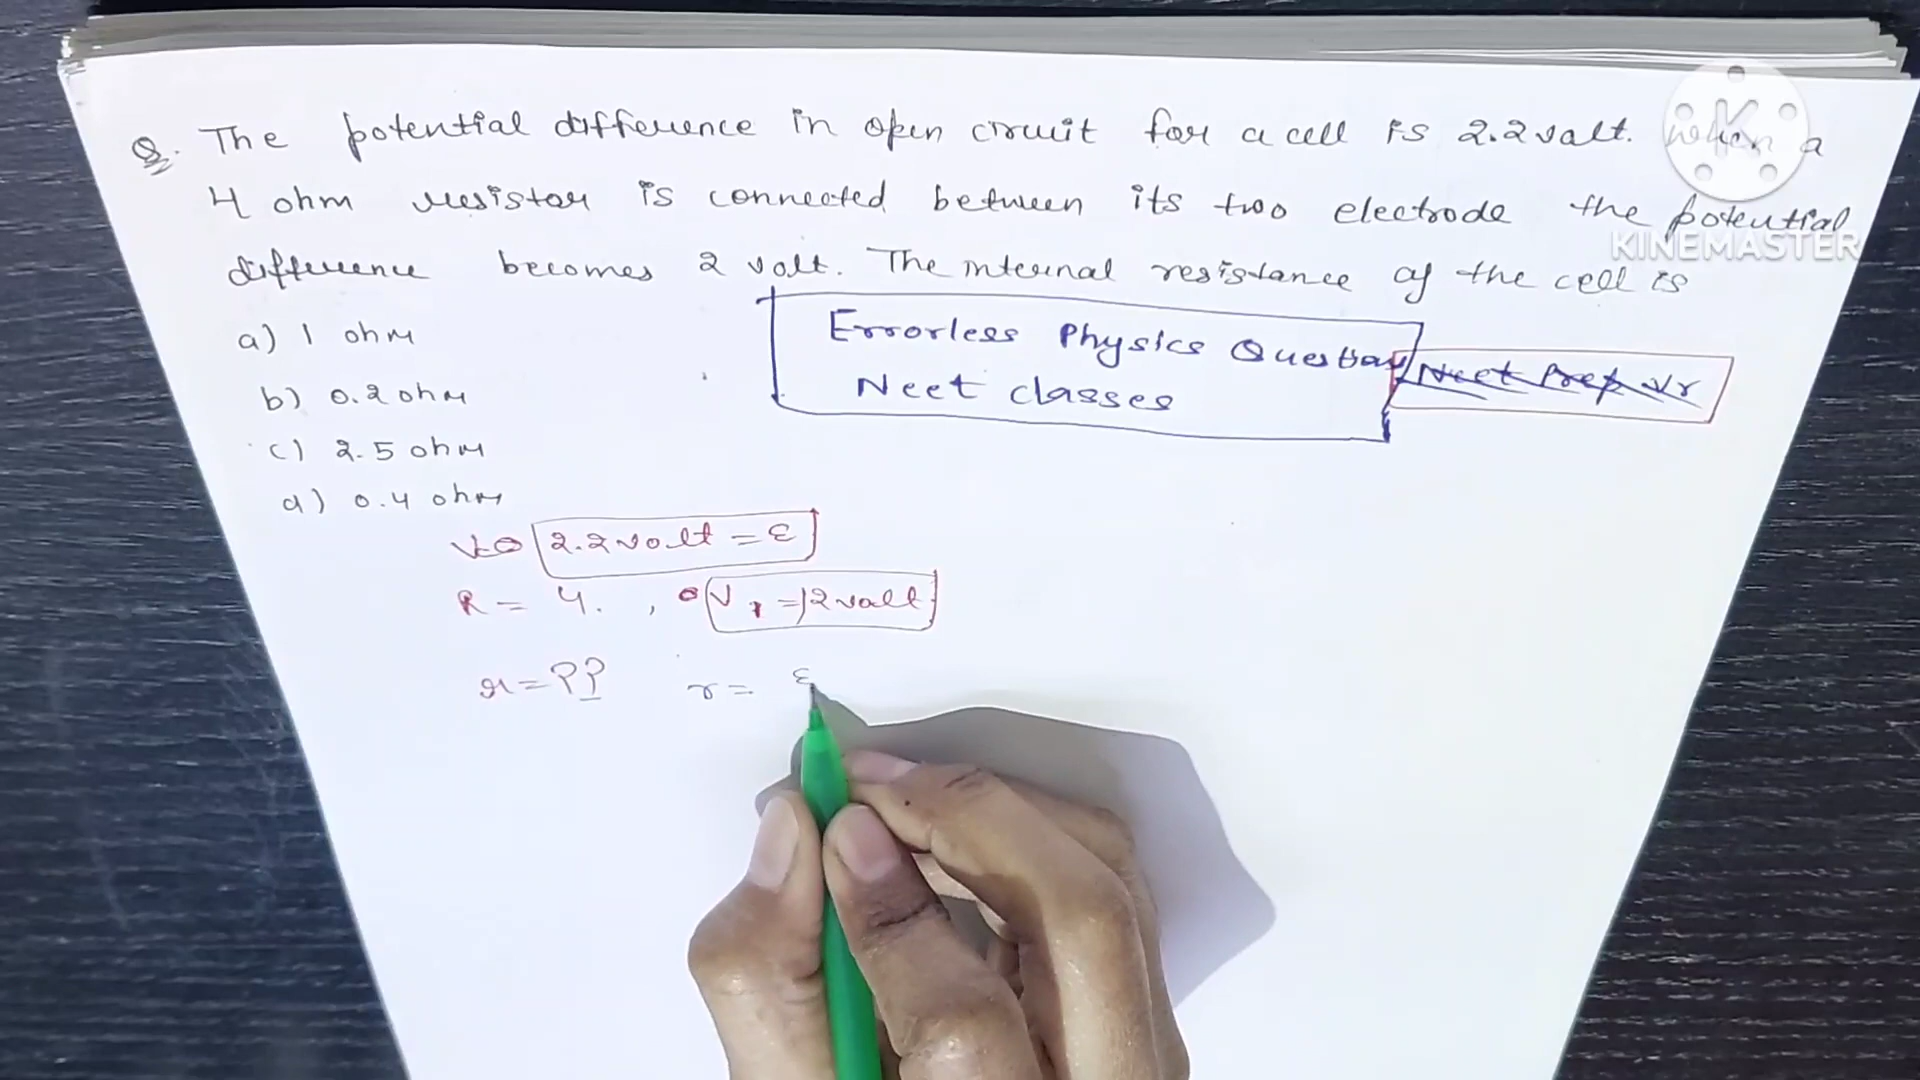 Q. The potential difference in open circuit for a cell is 2.2 volt. When a
4 ohm resistor is connected between its two electrode the potential
difference becomes 2 volt. The internal resistance of the cell is
KINEMASTER
a) 1 ohm
b) 0.2 ohm
c) 2.5 ohm
d) 0.4 ohm
Errorless Physics Question
Neet classes
Neet Prep Vr
2.2 volt = ε
R = 4. , V = 2 volt
r = ??
r = ε